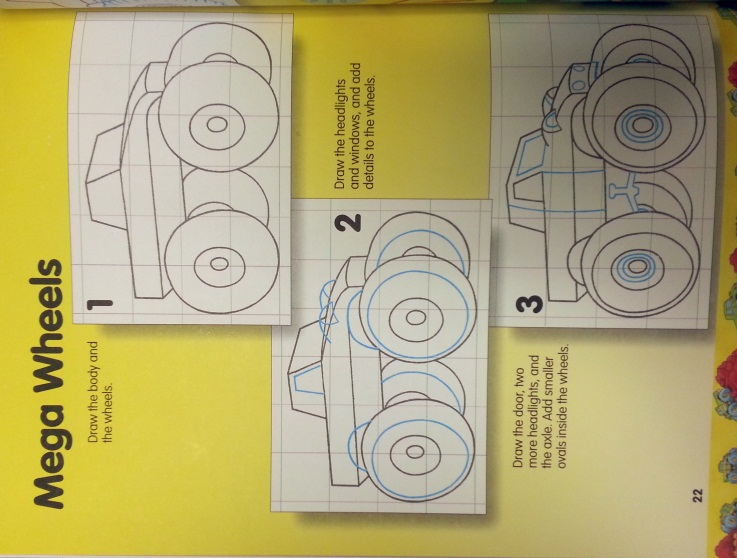 Mega Wheels
1
Draw the body and
the wheels.
2
Draw the headlights
and windows, and add
details to the wheels.
3
Draw the door, two
more headlights, and
the axle. Add smaller
ovals inside the wheels.
22